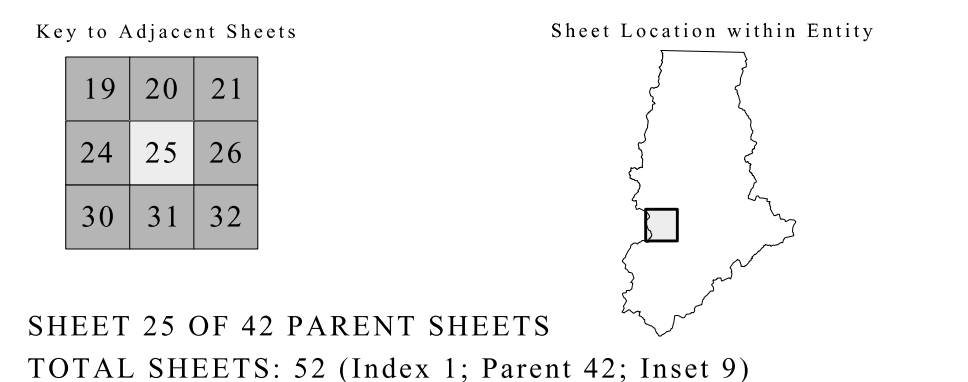 Key to Adjacent Sheets
Sheet Location within Entity
19 20 21
24 25 26
30 31 32
SHEET 25 OF 42 PARENT SHEETS
TOTAL SHEETS: 52 (Index 1; Parent 42; Inset 9)